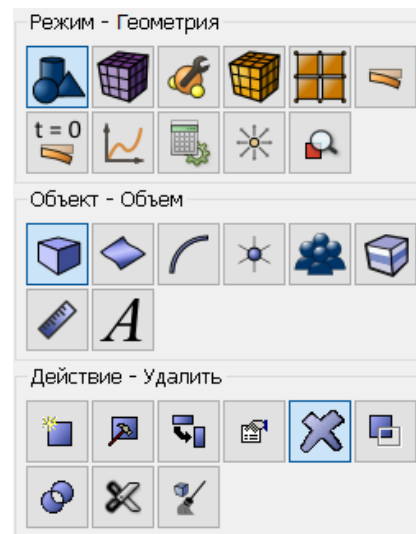 Режим - Геометрия
t = 0
Объект - Объем
A
Действие - Удалить